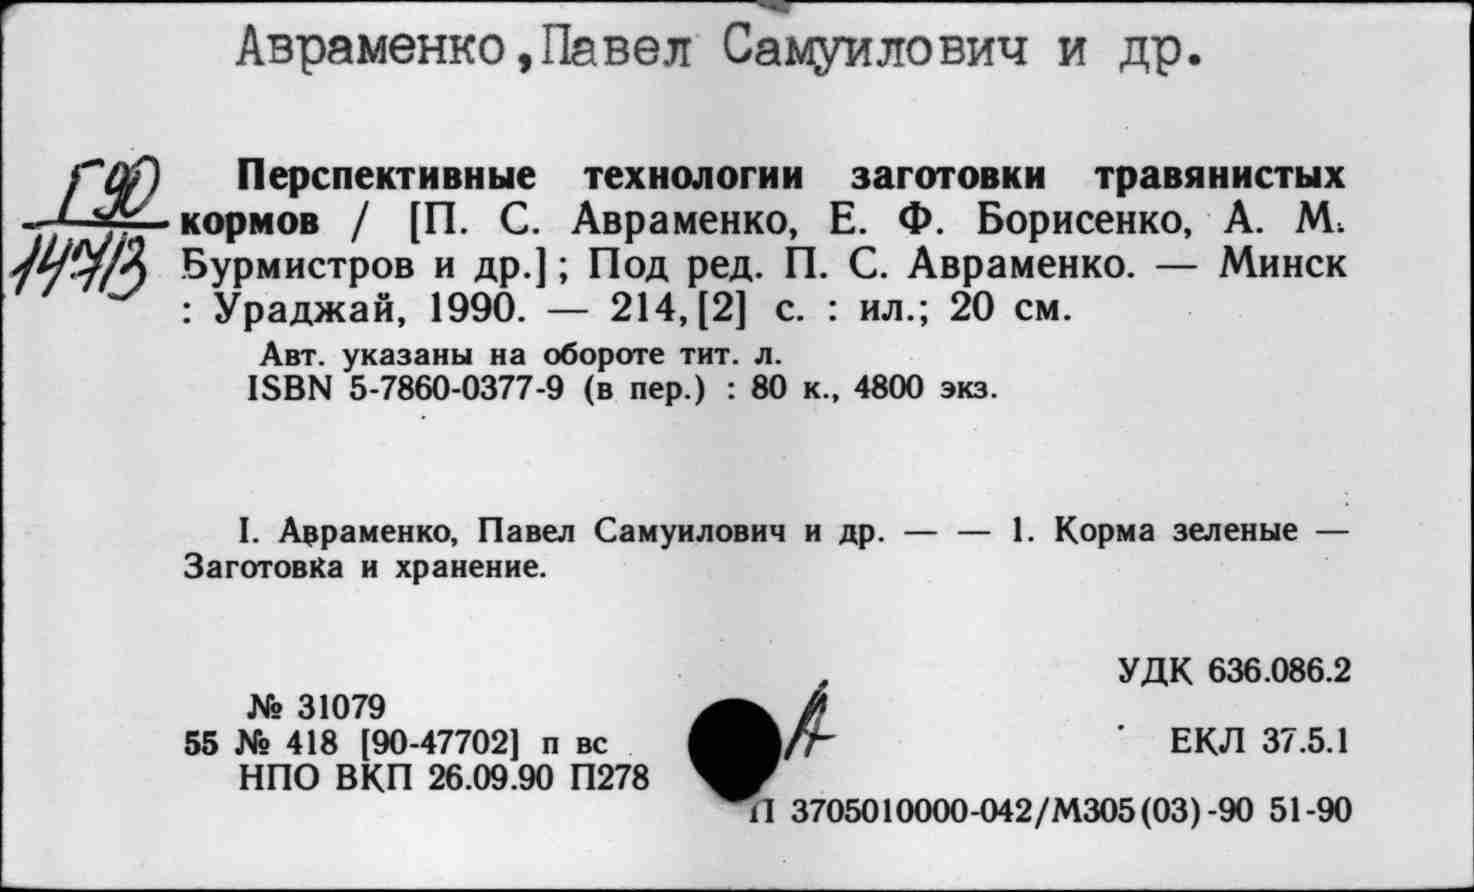 Авраменко, Павел Самуилович и др.
Г90
14713
Перспективные технологии заготовки травянистых
кормов / [П. С. Авраменко, Е. Ф. Борисенко, А. М.
Бурмистров и др.] ; Под ред. П. С. Авраменко. — Минск
: Ураджай, 1990. — 214, [2] с. : ил.; 20 см.
Авт. указаны на обороте тит. л.
ISBN 5-7860-0377-9 (в пер.) : 80 к., 4800 экз.
I. Авраменко, Павел Самуилович и др. — — 1. Корма зеленые —
Заготовка и хранение.
УДК 636.086.2
№ 31079
55 № 418 [90-47702] п вс
А
ЕКЛ 37.5.1
НПО ВКП 26.09.90 П278
П 3705010000-042/М305(03)-90 51-90